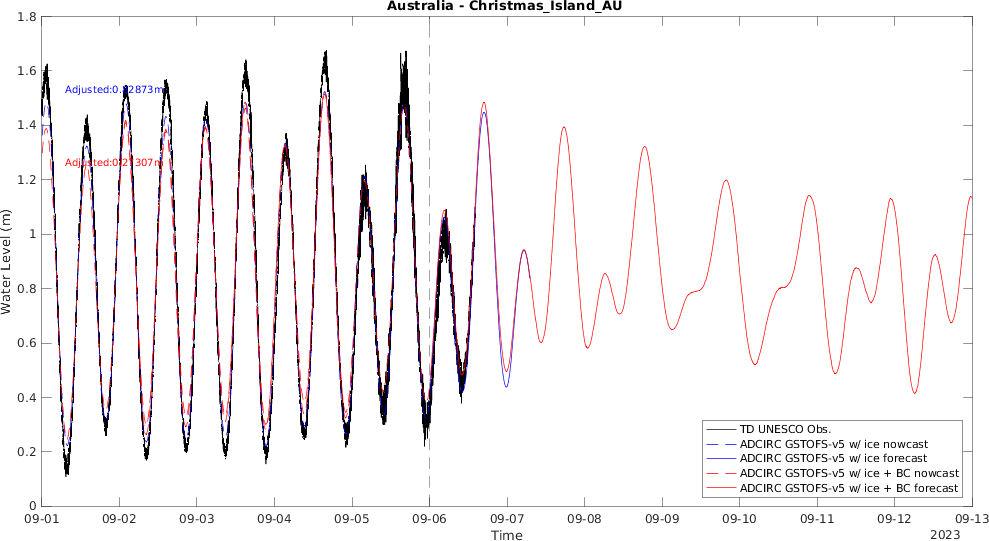 Australia - Christmas_Island_AU
1.8
1.6
1.4
1.2
1
0.8
0.6
0.4
0.2
0
Water Level (m)
TD UNESCO Obs.
ADCIRC GSTOFS-v5 w/ ice nowcast
ADCIRC GSTOFS-v5 w/ ice forecast
ADCIRC GSTOFS-v5 w/ ice + BC nowcast
ADCIRC GSTOFS-v5 w/ ice + BC forecast
09-01 09-02 09-03 09-04 09-05 09-06 09-07 09-08 09-09 09-10 09-11 09-12 09-13
Time
2023